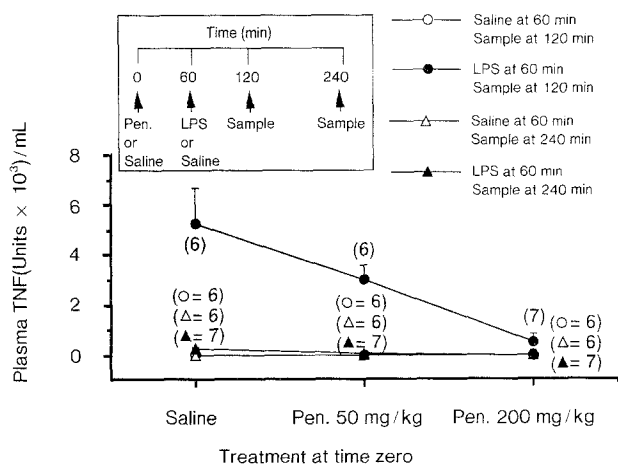 Time (min)
0 60 120 240
Pen. LPS Sample Sample
or or
Saline Saline
○ Saline at 60 min
Sample at 120 min
● LPS at 60 min
Sample at 120 min
△ Saline at 60 min
Sample at 240 min
▲ LPS at 60 min
Sample at 240 min
Plasma TNF(Units × 10³)/mL
8
6
4
2
0
(6)
(6)
(7)
(○= 6)
(△= 6)
(▲= 7)
(○= 6)
(△= 6)
(▲= 7)
(○= 6)
(△= 6)
(▲= 7)
Saline Pen. 50 mg/kg Pen. 200 mg/kg
Treatment at time zero